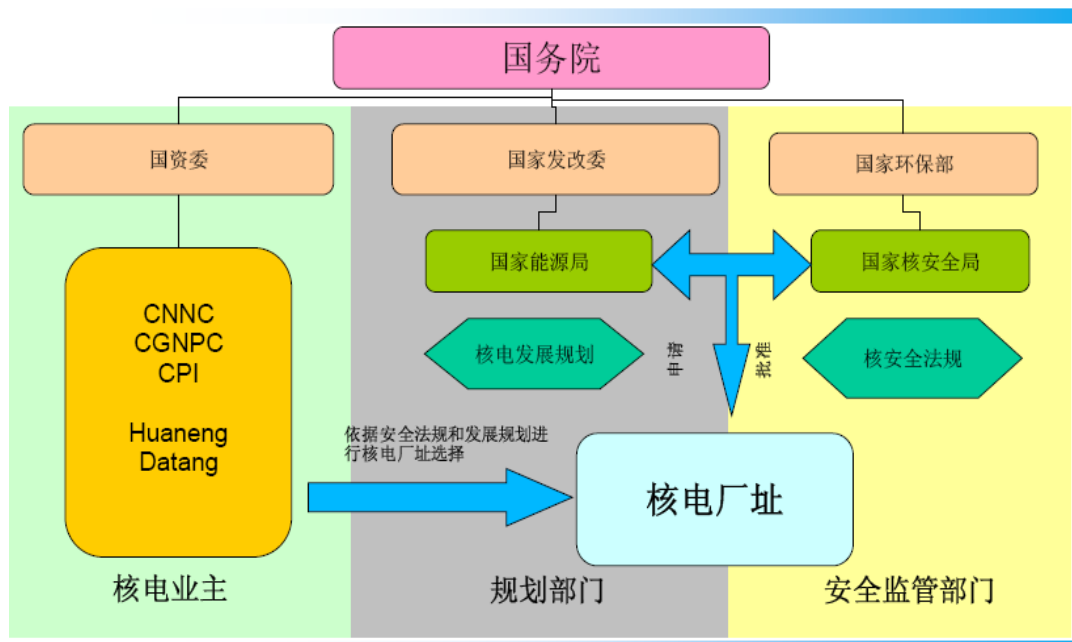 国务院
国资委
国家发改委
国家环保部
国家能源局
国家核安全局
CNNC
CGNPC
CPI
Huaneng
Datang
核电发展规划
申请
批准
核安全法规
依据安全法规和发展规划进
行核电厂址选择
核电厂址
核电业主
规划部门
安全监管部门